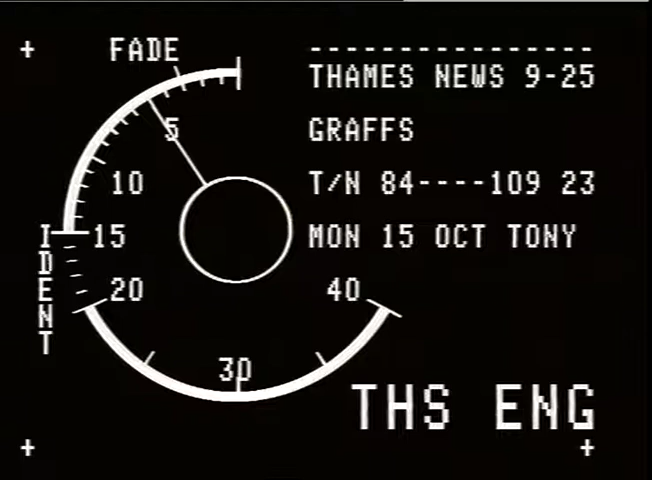 FADE
5
10
15
20
30
40
IDENT
----------------
THAMES NEWS 9-25
GRAFFS
T/N 84----109 23
MON 15 OCT TONY
THS ENG